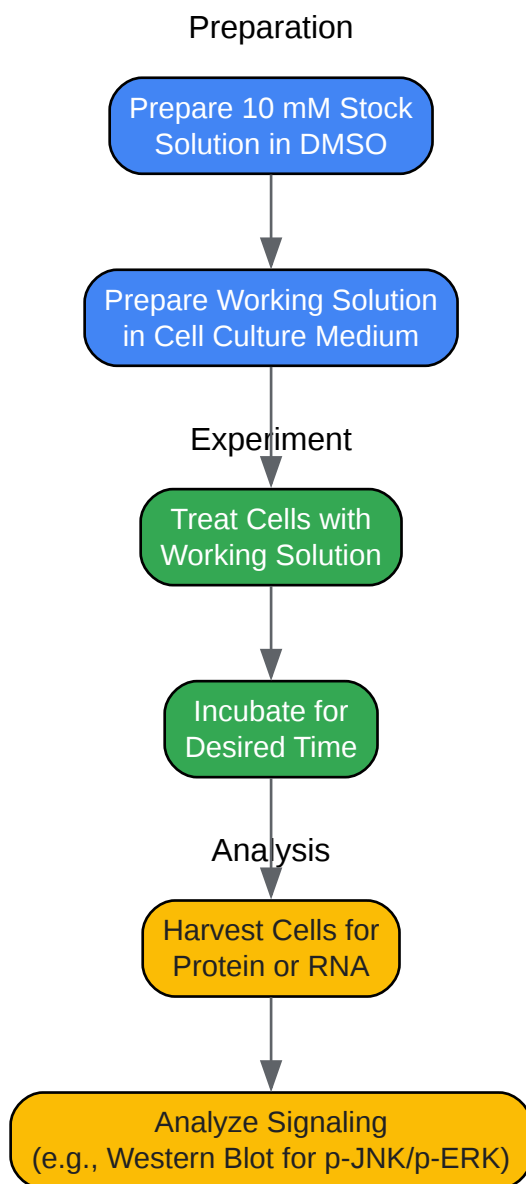 Preparation
Prepare 10 mM Stock
Solution in DMSO
Prepare Working Solution
in Cell Culture Medium
Experiment
Treat Cells with
Working Solution
Incubate for
Desired Time
Analysis
Harvest Cells for
Protein or RNA
Analyze Signaling
(e.g., Western Blot for p-JNK/p-ERK)